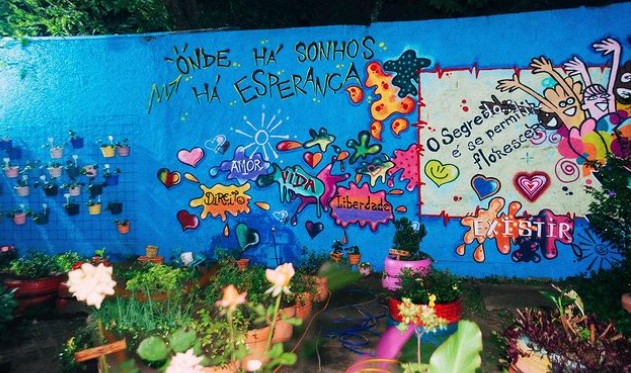 ONDE HÁ SONHOS
HÁ ESPERANÇA
O Segredo
é se permitir
florescer
AMOR
VIDA
Direito
Liberdade
EXISTIR